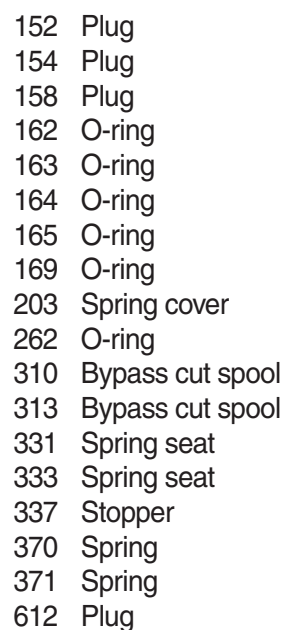 152 Plug
154 Plug
158 Plug
162 O-ring
163 O-ring
164 O-ring
165 O-ring
169 O-ring
203 Spring cover
262 O-ring
310 Bypass cut spool
313 Bypass cut spool
331 Spring seat
333 Spring seat
337 Stopper
370 Spring
371 Spring
612 Plug